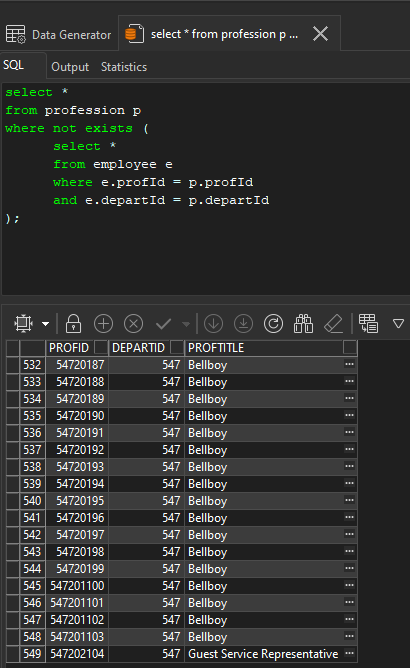 Data Generator select * from profession p ...
SQL Output Statistics
select *
from profession p
where not exists (
select *
from employee e
where e.profId = p.profId
and e.departId = p.departId
);
PROFID DEPARTID PROFTITLE
532 54720187 547 Bellboy ...
533 54720188 547 Bellboy ...
534 54720189 547 Bellboy ...
535 54720190 547 Bellboy ...
536 54720191 547 Bellboy ...
537 54720192 547 Bellboy ...
538 54720193 547 Bellboy ...
539 54720194 547 Bellboy ...
540 54720195 547 Bellboy ...
541 54720196 547 Bellboy ...
542 54720197 547 Bellboy ...
543 54720198 547 Bellboy ...
544 54720199 547 Bellboy ...
545 547201100 547 Bellboy ...
546 547201101 547 Bellboy ...
547 547201102 547 Bellboy ...
548 547201103 547 Bellboy ...
549 547202104 547 Guest Service Representative ...